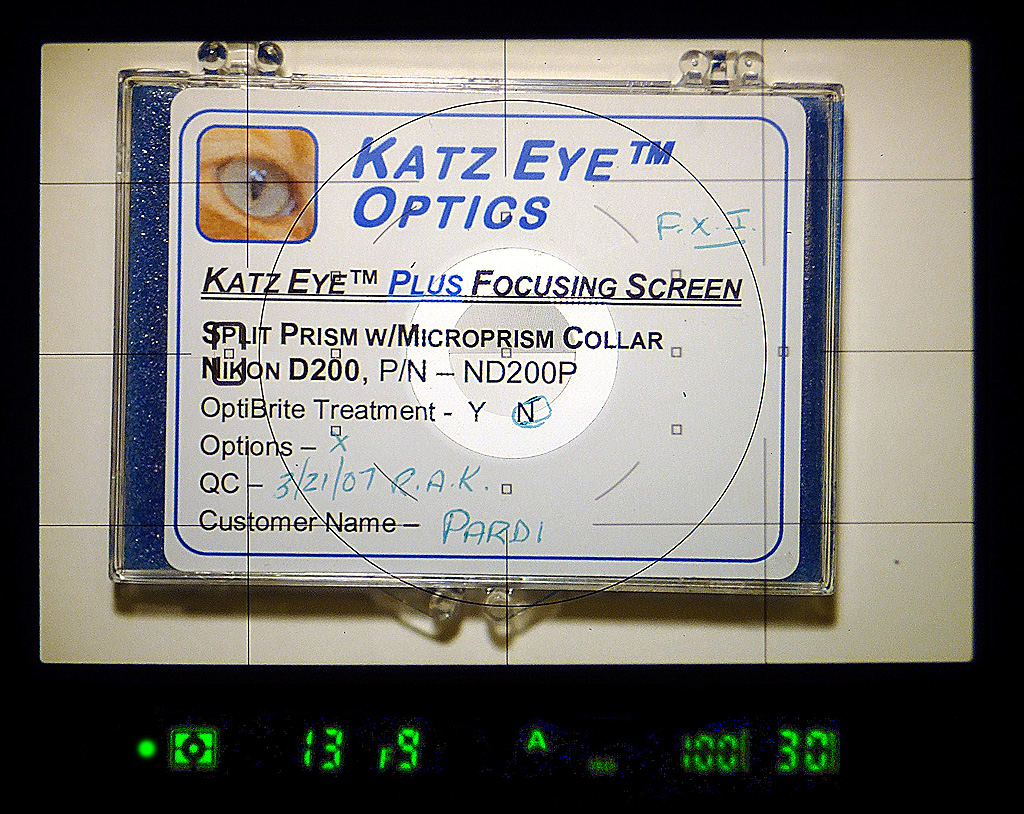 KATZ EYE™
OPTICS
F.X.I.
KATZ EYE™ PLUS FOCUSING SCREEN
SPLIT PRISM W/MICROPRISM COLLAR
NIKON D200, P/N – ND200P
OptiBrite Treatment - Y N
Options – X
QC – 3/21/07 R.A.K.
Customer Name – PARDI
13 r9 A 100 30